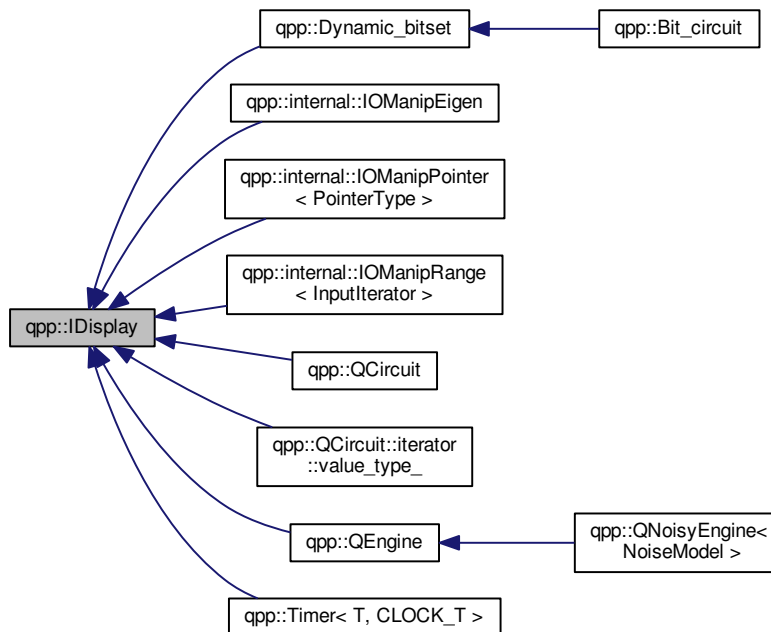 qpp::Dynamic_bitset
qpp::Bit_circuit
qpp::internal::IOManipEigen
qpp::internal::IOManipPointer
< PointerType >
qpp::internal::IOManipRange
< InputIterator >
qpp::IDisplay
qpp::QCircuit
qpp::QCircuit::iterator
::value_type_
qpp::QEngine
qpp::QNoisyEngine<
NoiseModel >
qpp::Timer< T, CLOCK_T >